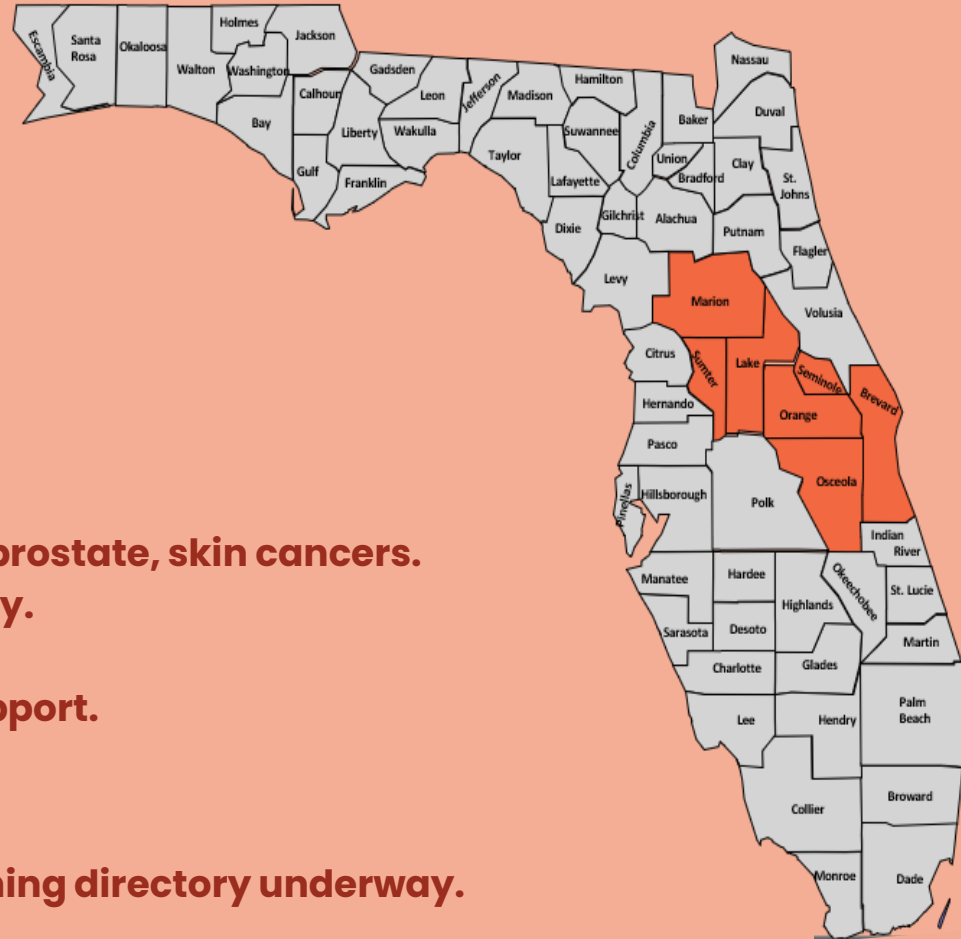 Holmes
Jackson
Escambia
Santa
Rosa
Okaloosa
Walton
Washington
Nassau
Gadsden
Leon
Jefferson
Madison
Hamilton
Calhoun
Baker
Duval
Bay
Liberty
Wakulla
Suwannee
Columbia
Taylor
Union
Clay
Gulf
Franklin
Lafayette
Bradford
St.
Johns
Dixie
Gilchrist
Alachua
Putnam
Flagler
Levy
Marion
Volusia
Citrus
Sumter
Lake
Seminole
Hernando
Orange
Brevard
Pasco
Osceola
Pinellas
Hillsborough
Polk
Indian
River
prostate, skin cancers.
Manatee
Hardee
Okeechobee
St. Lucie
y.
Highlands
Sarasota
Desoto
Martin
Charlotte
Glades
pport.
Lee
Hendry
Palm
Beach
Collier
Broward
ning directory underway.
Monroe
Dade